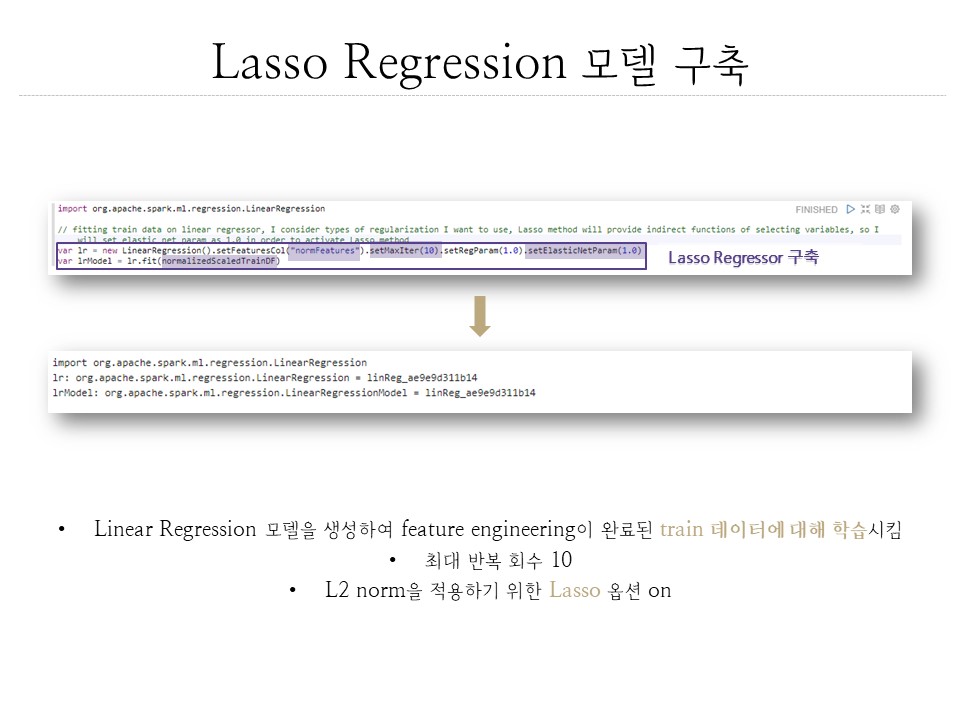 Lasso Regression 모델 구축
import org.apache.spark.ml.regression.LinearRegression
FINISHED
// fitting train data on linear regressor, I consider types of regularization I want to use, Lasso method will provide indirect functions of selecting variables, so I
will set elastic net param as 1.0 in order to activate Lasso method
var lr = new LinearRegression().setFeaturesCol("normFeatures").setMaxIter(10).setRegParam(1.0).setElasticNetParam(1.0)
var lrModel = lr.fit(normalizedScaledTrainDF)
Lasso Regressor 구축
import org.apache.spark.ml.regression.LinearRegression
lr: org.apache.spark.ml.regression.LinearRegression = linReg_ae9e9d311b14
lrModel: org.apache.spark.ml.regression.LinearRegressionModel = linReg_ae9e9d311b14
• Linear Regression 모델을 생성하여 feature engineering이 완료된 train 데이터에 대해 학습시킴
• 최대 반복 회수 10
• L2 norm을 적용하기 위한 Lasso 옵션 on